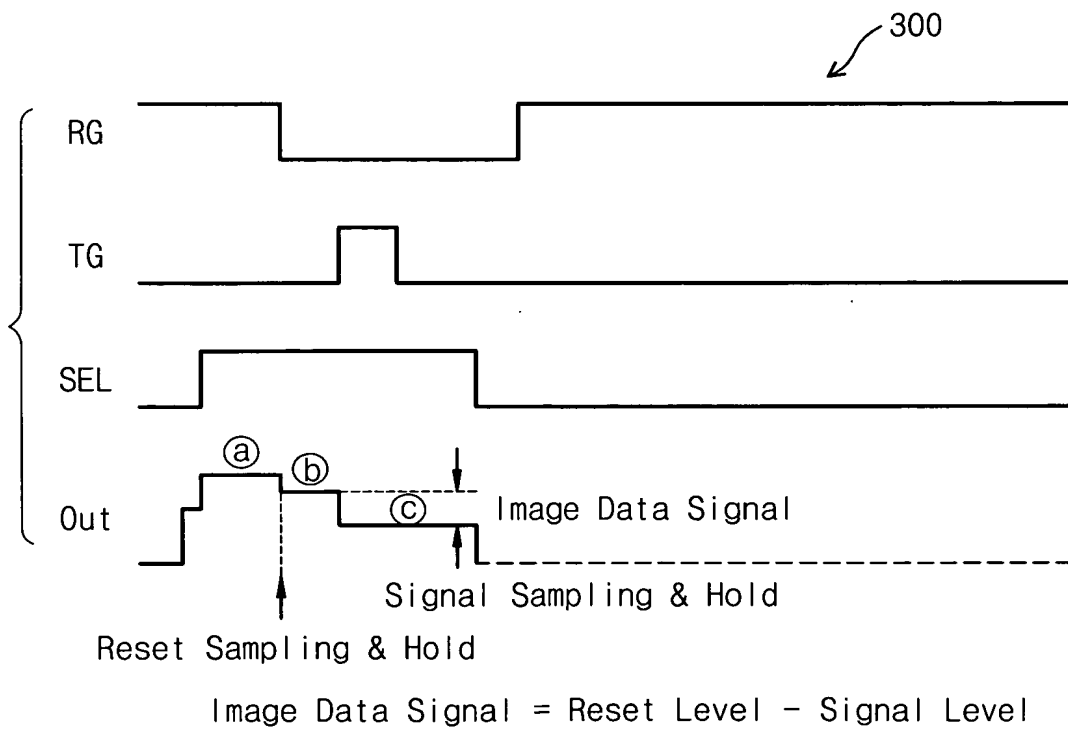 300
RG
TG
SEL
ⓐ
ⓑ
ⓒ
Out
Image Data Signal
Signal Sampling & Hold
Reset Sampling & Hold
Image Data Signal = Reset Level - Signal Level